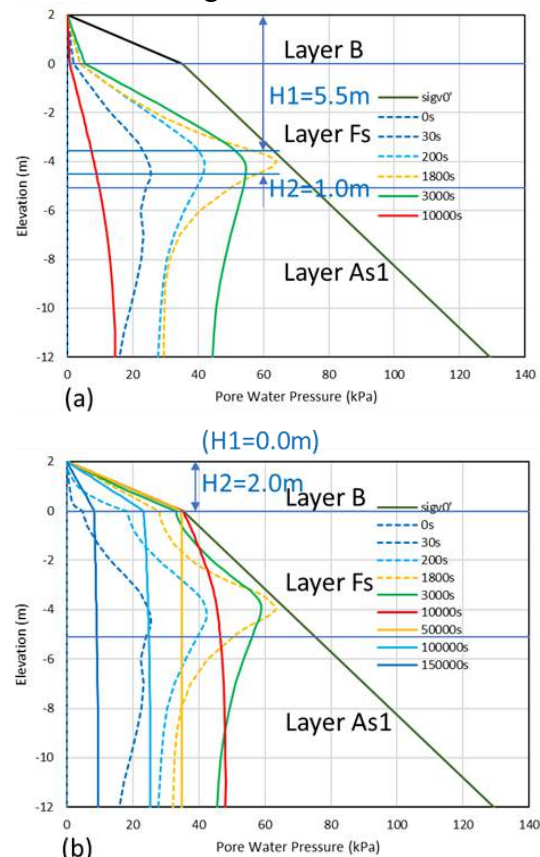 2
0
-2
-4
-6
-8
-10
-12
Elevation (m)
Layer B
H1=5.5m
Layer Fs
H2=1.0m
Layer As1
sigv0'
0s
30s
200s
1800s
3000s
10000s
0 20 40 60 80 100 120 140
Pore Water Pressure (kPa)
(a)
(H1=0.0m)
2
0
-2
-4
-6
-8
-10
-12
Elevation (m)
H2=2.0m
Layer B
Layer Fs
Layer As1
sigv0'
0s
30s
200s
1800s
3000s
10000s
50000s
100000s
150000s
0 20 40 60 80 100 120 140
Pore Water Pressure (kPa)
(b)